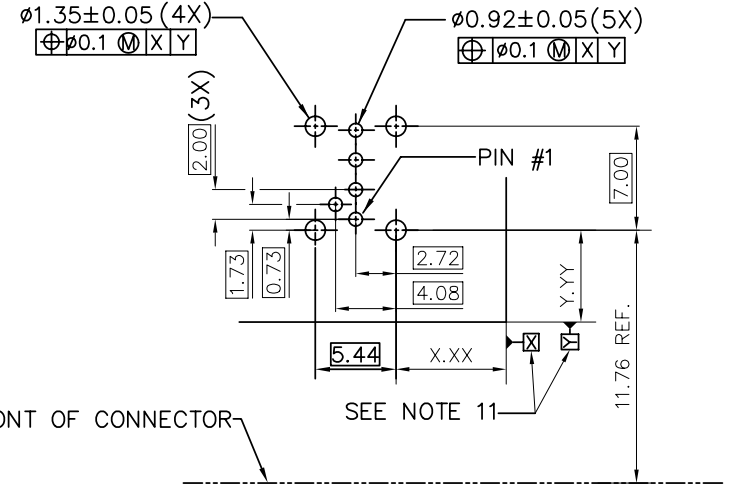 ø1.35±0.05 (4X)
⌖ ø0.1 Ⓜ X Y
ø0.92±0.05(5X)
⌖ ø0.1 Ⓜ X Y
2.00 (3X)
PIN #1
7.00
1.73
0.73
2.72
4.08
Y.YY
5.44
X.XX
X
Y
11.76 REF.
SEE NOTE 11
ONT OF CONNECTOR